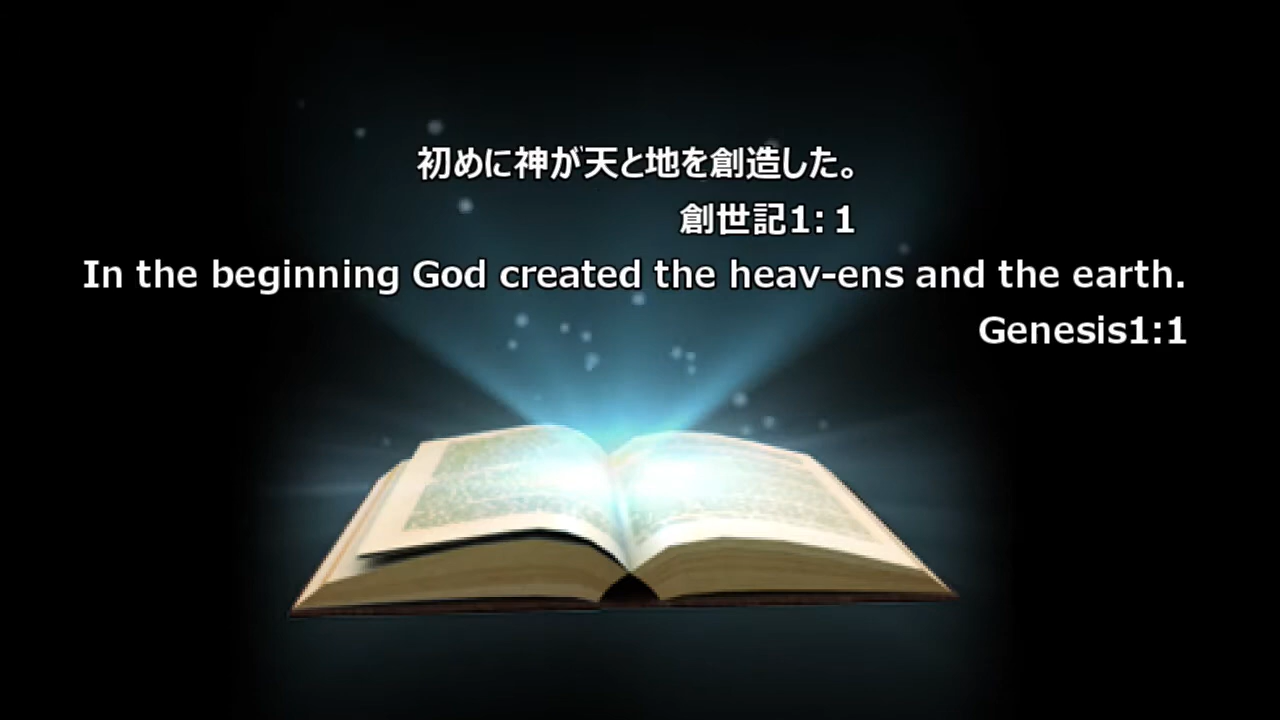 初めに神が天と地を創造した。
創世記1:1
In the beginning God created the heav-ens and the earth.
Genesis1:1